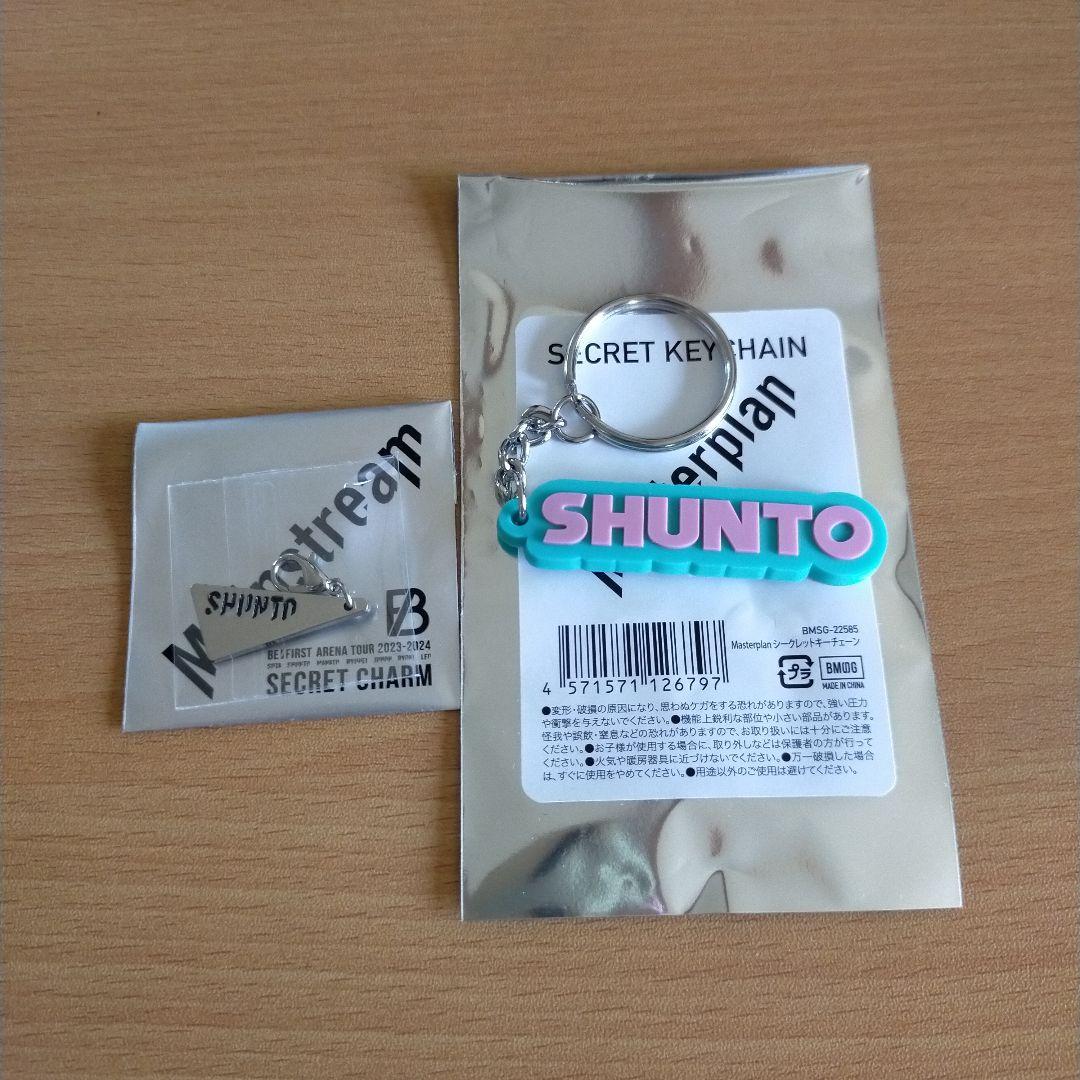 Mainstream
SHUNTO
BE:FIRST ARENA TOUR 2023-2024
SOTA SHUNTO MANATO RYUHEI JUNON RYOKI LEO
SECRET CHARM
SECRET KEY CHAIN
Masterplan
SHUNTO
BMSG-22585
Masterplan シークレットキーチェーン
4 571571 126797
プラ
BMSG
MADE IN CHINA
●変形・破損の原因になり、思わぬケガをする恐れがありますので、強い圧力
や衝撃を与えないでください。●機能上鋭利な部位や小さい部品があります。
怪我や誤飲・窒息などの恐れがありますので、お取り扱いには十分にご注意
ください。●お子様が使用する場合に、取り外しなどは保護者の方が行って
ください。●火気や暖房器具に近づけないでください。●万一破損した場合
は、すぐに使用をやめてください。●用途以外のご使用は避けてください。